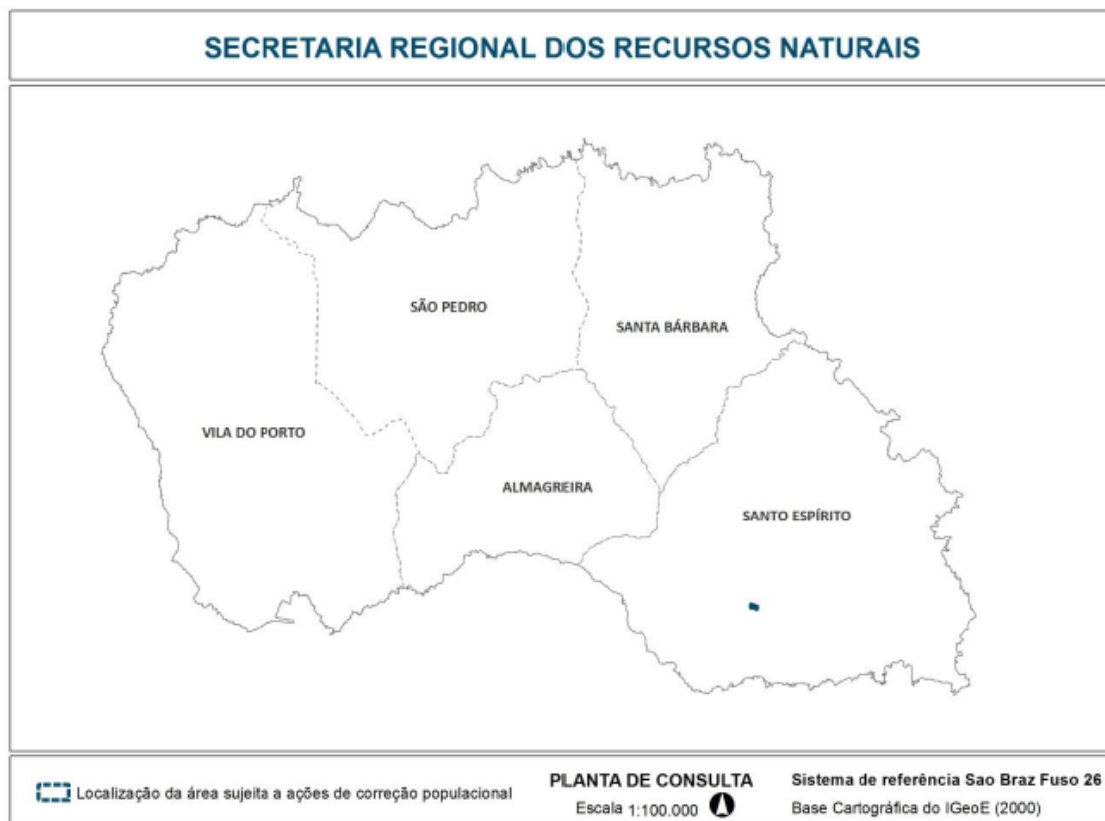 SECRETARIA REGIONAL DOS RECURSOS NATURAIS
SÃO PEDRO
SANTA BÁRBARA
VILA DO PORTO
ALMAGREIRA
SANTO ESPÍRITO
Localização da área sujeita a ações de correção populacional
PLANTA DE CONSULTA
Escala 1:100.000
Sistema de referência Sao Braz Fuso 26
Base Cartográfica do IGeoE (2000)